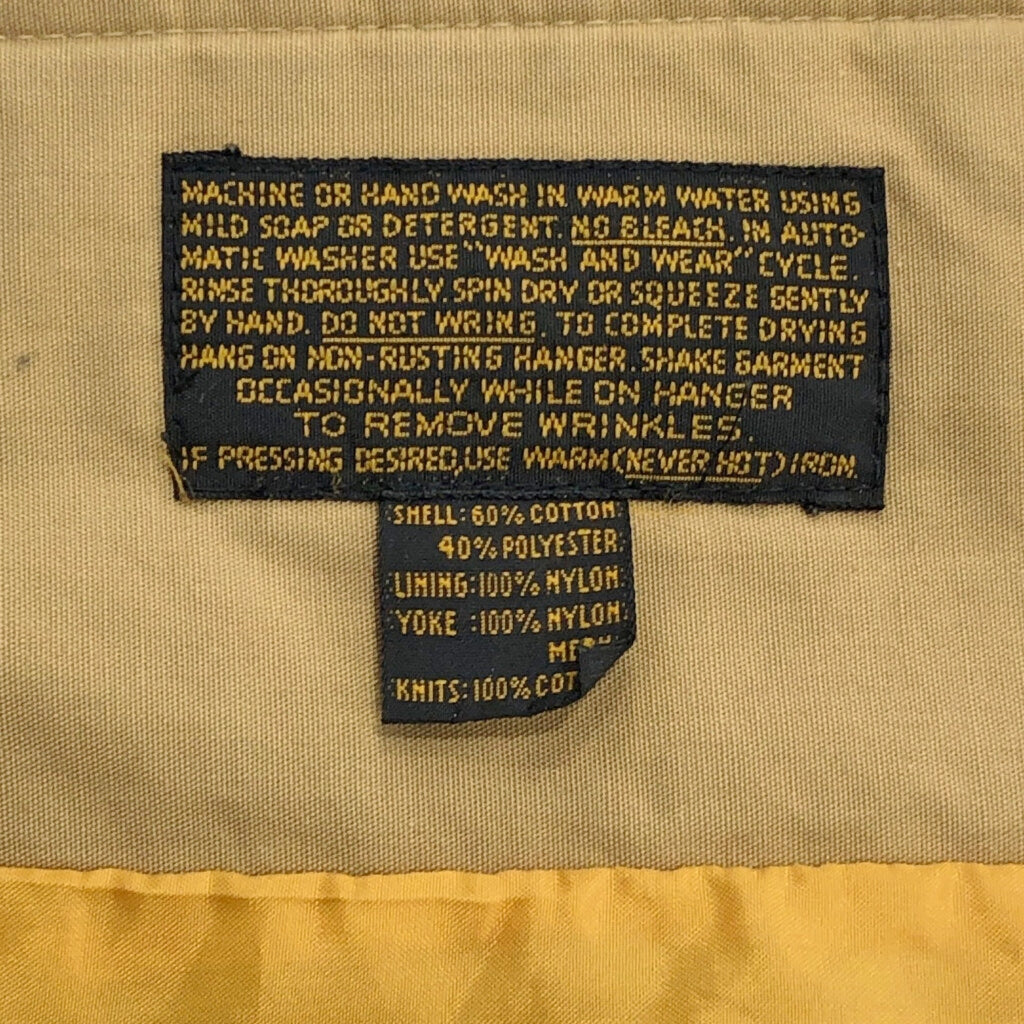 MACHINE OR HAND WASH IN WARM WATER USING
MILD SOAP OR DETERGENT. NO BLEACH. IN AUTO-
MATIC WASHER USE "WASH AND WEAR" CYCLE.
RINSE THOROUGHLY. SPIN DRY OR SQUEEZE GENTLY
BY HAND. DO NOT WRING. TO COMPLETE DRYING
HANG ON NON-RUSTING HANGER. SHAKE GARMENT
OCCASIONALLY WHILE ON HANGER
TO REMOVE WRINKLES.
IF PRESSING DESIRED, USE WARM (NEVER HOT) IRON.
SHELL: 60% COTTON
40% POLYESTER
LINING: 100% NYLON
YOKE : 100% NYLON
KNITS: 100%